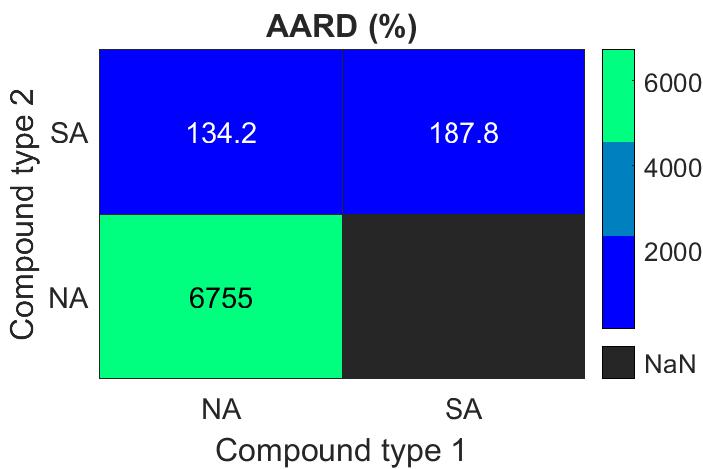 AARD (%)
Compound type 2
SA
134.2
187.8
NA
6755
NA
SA
Compound type 1
6000
4000
2000
NaN